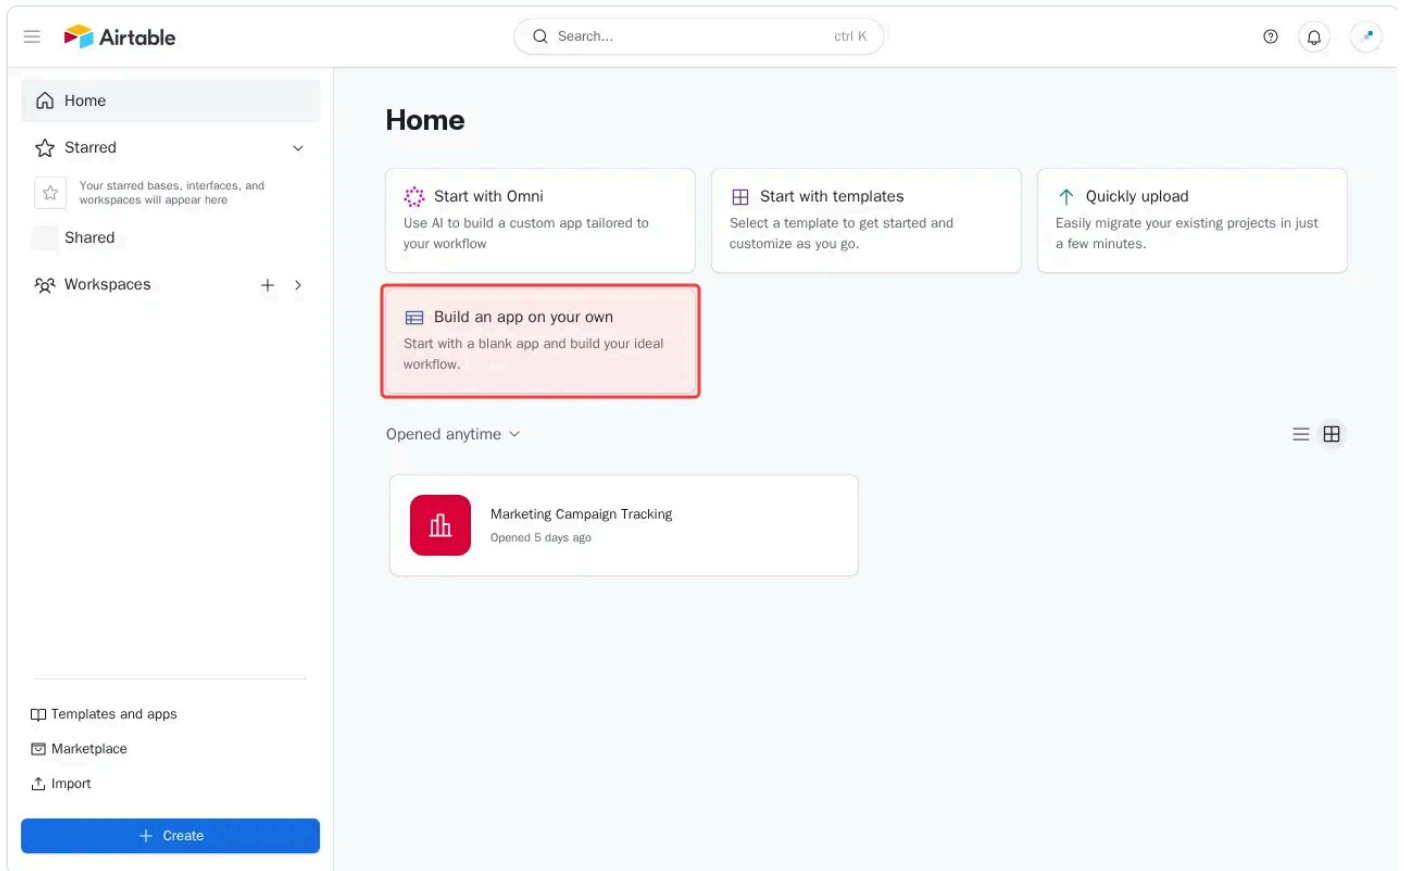 Airtable
Search...
ctrl K
Home
Starred
Your starred bases, interfaces, and
workspaces will appear here
Shared
Workspaces
Templates and apps
Marketplace
Import
Create
Home
Start with Omni
Use AI to build a custom app tailored to
your workflow
Start with templates
Select a template to get started and
customize as you go.
Quickly upload
Easily migrate your existing projects in just
a few minutes.
Build an app on your own
Start with a blank app and build your ideal
workflow.
Opened anytime
Marketing Campaign Tracking
Opened 5 days ago